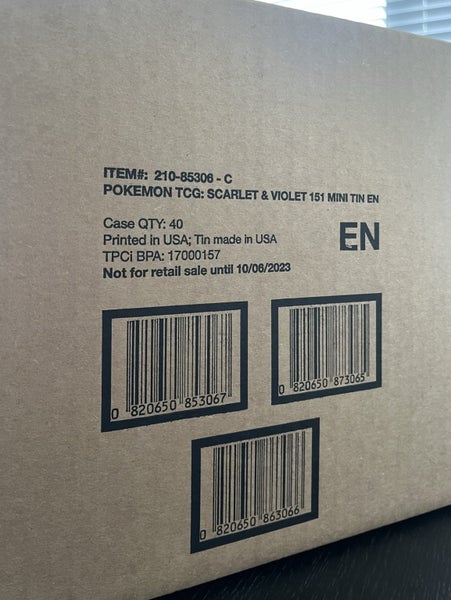 ITEM#: 210-85306 - C
POKEMON TCG: SCARLET & VIOLET 151 MINI TIN EN
Case QTY: 40
Printed in USA; Tin made in USA
TPCi BPA: 17000157
Not for retail sale until 10/06/2023
EN
0 820650 853067
0 820650 873065
0 820650 863066